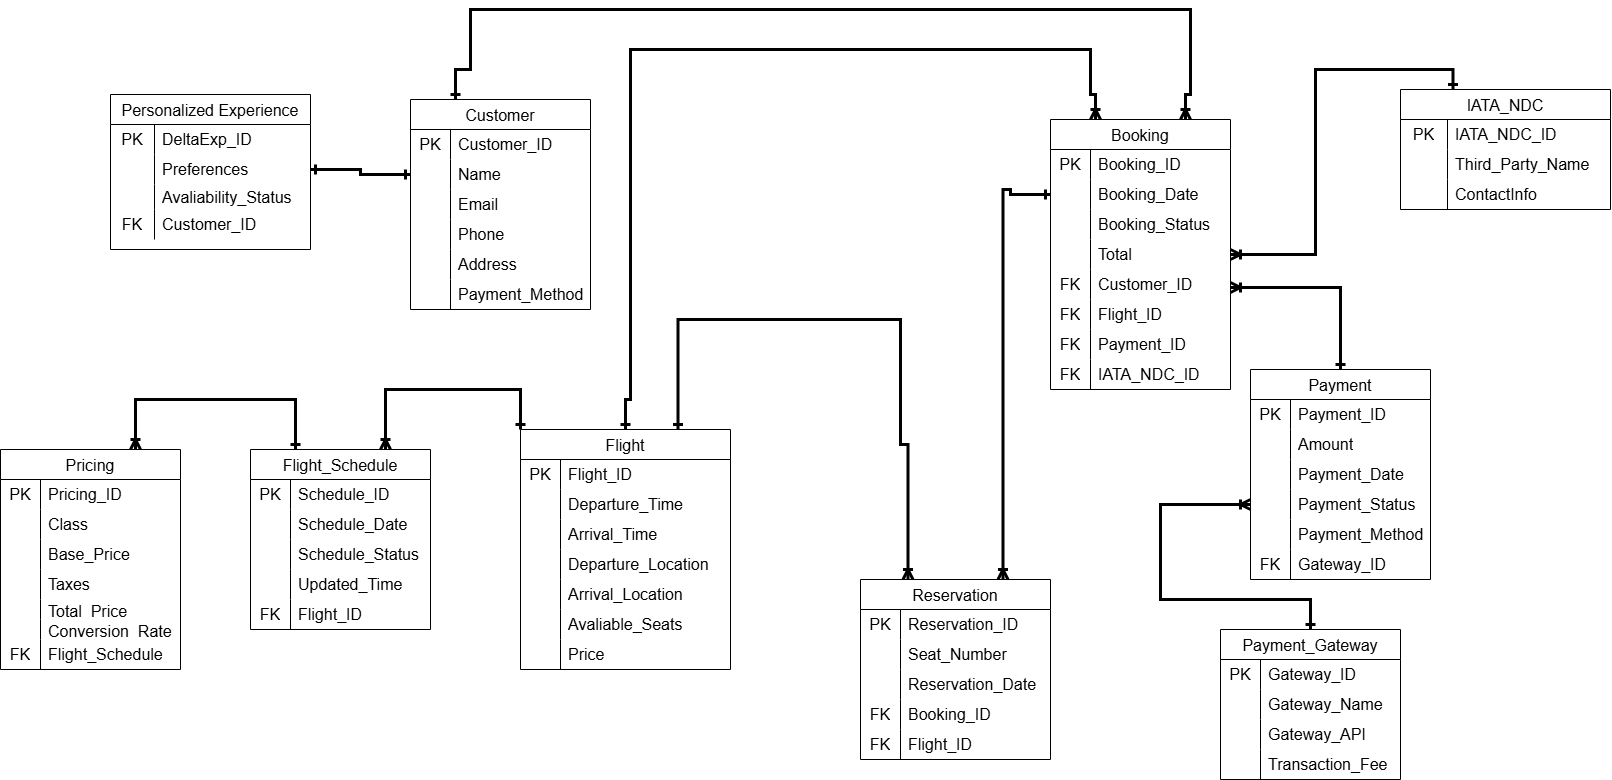 Personalized Experience
PK DeltaExp_ID
Preferences
Avaliability_Status
FK Customer_ID
Customer
PK Customer_ID
Name
Email
Phone
Address
Payment_Method
Booking
PK Booking_ID
Booking_Date
Booking_Status
Total
FK Customer_ID
FK Flight_ID
FK Payment_ID
FK IATA_NDC_ID
IATA_NDC
PK IATA_NDC_ID
Third_Party_Name
ContactInfo
Pricing
PK Pricing_ID
Class
Base_Price
Taxes
Total_Price
Conversion_Rate
FK Flight_Schedule
Flight_Schedule
PK Schedule_ID
Schedule_Date
Schedule_Status
Updated_Time
FK Flight_ID
Flight
PK Flight_ID
Departure_Time
Arrival_Time
Departure_Location
Arrival_Location
Avaliable_Seats
Price
Reservation
PK Reservation_ID
Seat_Number
Reservation_Date
FK Booking_ID
FK Flight_ID
Payment
PK Payment_ID
Amount
Payment_Date
Payment_Status
Payment_Method
FK Gateway_ID
Payment_Gateway
PK Gateway_ID
Gateway_Name
Gateway_API
Transaction_Fee